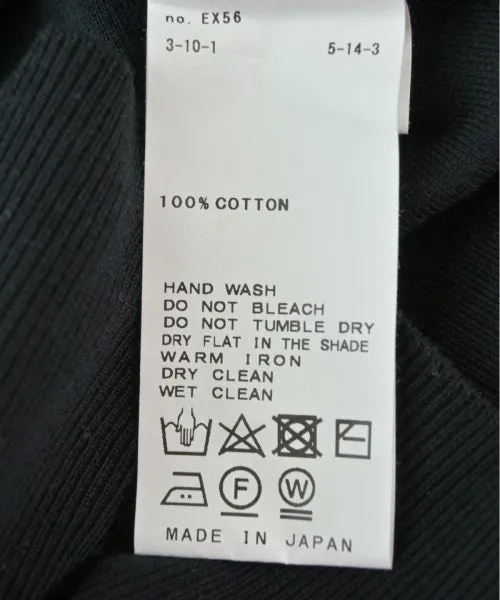 no. EX56
3-10-1 5-14-3
100% COTTON
HAND WASH
DO NOT BLEACH
DO NOT TUMBLE DRY
DRY FLAT IN THE SHADE
WARM IRON
DRY CLEAN
WET CLEAN
F W
MADE IN JAPAN